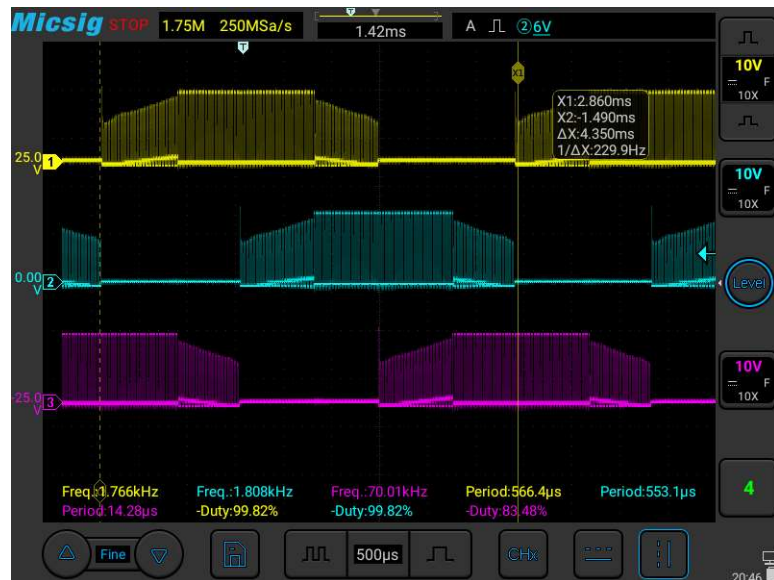 Micsig STOP 1.75M 250MSa/s 1.42ms A ②6V
T
10V
F
10X
X1
X1:2.860ms
X2:-1.490ms
ΔX:4.350ms
1/ΔX:229.9Hz
25.0 V 1
10V
F
10X
0.00 V 2
Level
10V
F
10X
-25.0 V 3
Freq.:1.766kHz Freq.:1.808kHz Freq.:70.01kHz Period:566.4µs Period:553.1µs
Period:14.28µs -Duty:99.82% -Duty:99.82% -Duty:83.48%
4
Fine 500µs CHx
20:46